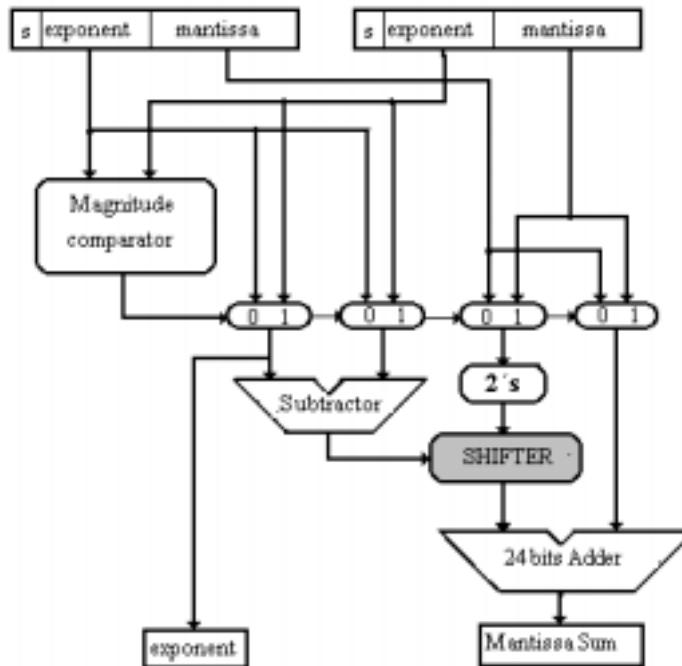 s exponent mantissa
s exponent mantissa
Magnitude
comparator
0 1
0 1
0 1
0 1
Subtractor
2´s
SHIFTER
24 bits Adder
exponent
Mantissa Sum